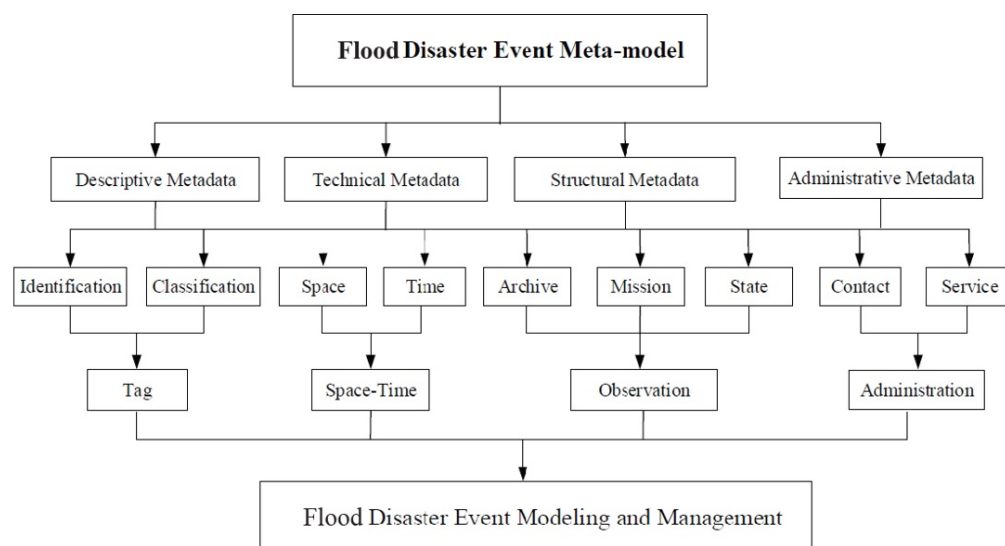 Flood Disaster Event Meta-model
Descriptive Metadata
Technical Metadata
Structural Metadata
Administrative Metadata
Identification
Classification
Space
Time
Archive
Mission
State
Contact
Service
Tag
Space-Time
Observation
Administration
Flood Disaster Event Modeling and Management